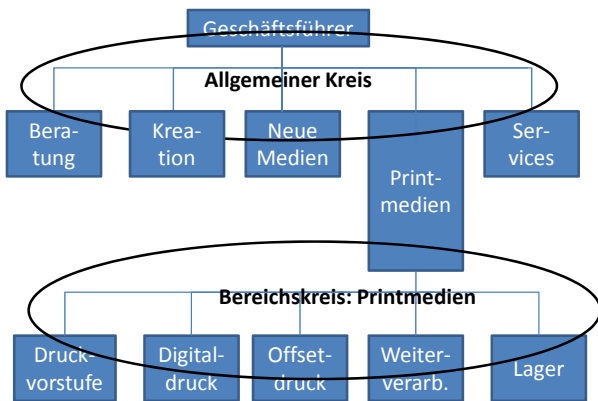 Geschäftsführer
Allgemeiner Kreis
Bera-
tung
Krea-
tion
Neue
Medien
Print-
medien
Ser-
vices
Bereichskreis: Printmedien
Druck-
vorstufe
Digital-
druck
Offset-
druck
Weiter-
verarb.
Lager